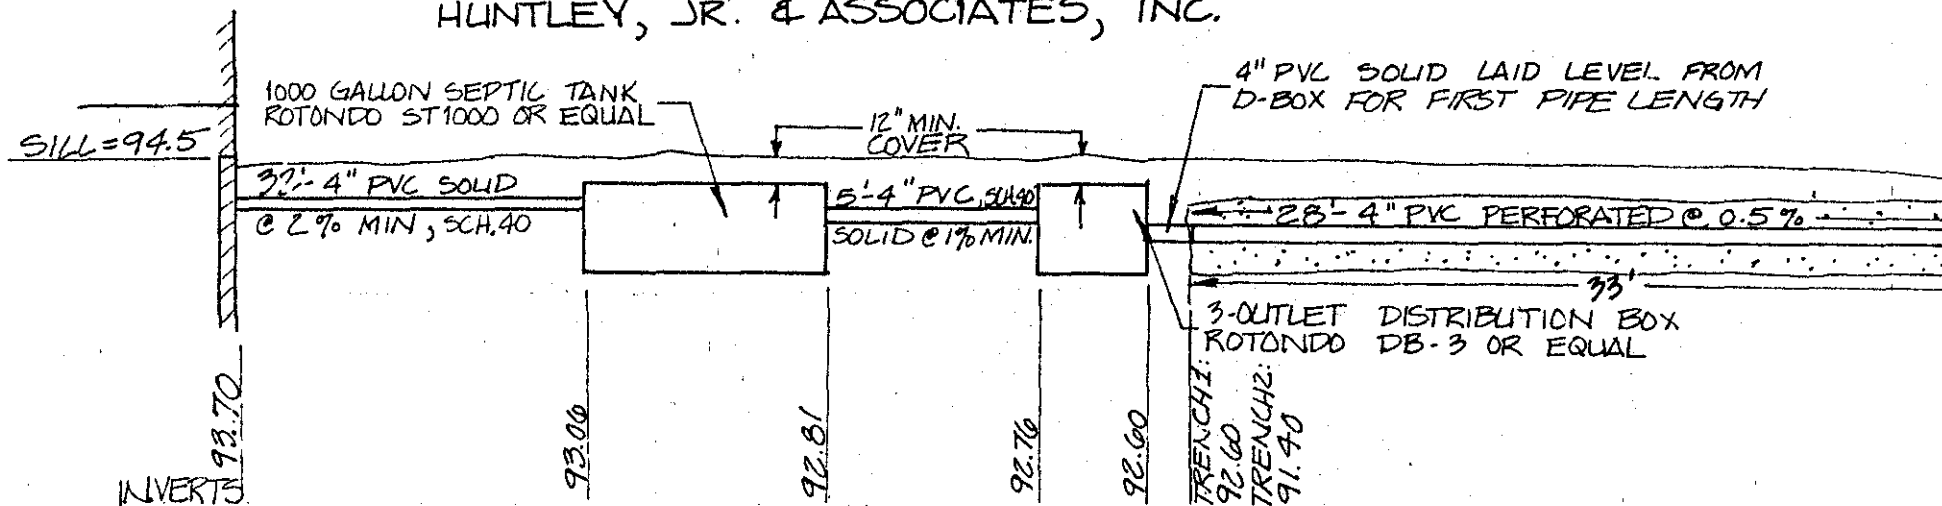 HUNTLEY, JR. & ASSOCIATES, INC.
1000 GALLON SEPTIC TANK
ROTONDO ST1000 OR EQUAL
4" PVC SOLID LAID LEVEL FROM
D-BOX FOR FIRST PIPE LENGTH
12" MIN.
COVER
SILL=94.5
32'-4" PVC SOLID
@ 2% MIN, SCH.40
5'-4" PVC, SCH.40
SOLID @ 1% MIN.
28'-4" PVC PERFORATED @ 0.5%
33'
3-OUTLET DISTRIBUTION BOX
ROTONDO DB-3 OR EQUAL
INVERTS
93.70
93.06
92.81
92.76
92.60
TRENCH1:
92.60
TRENCH2:
91.40